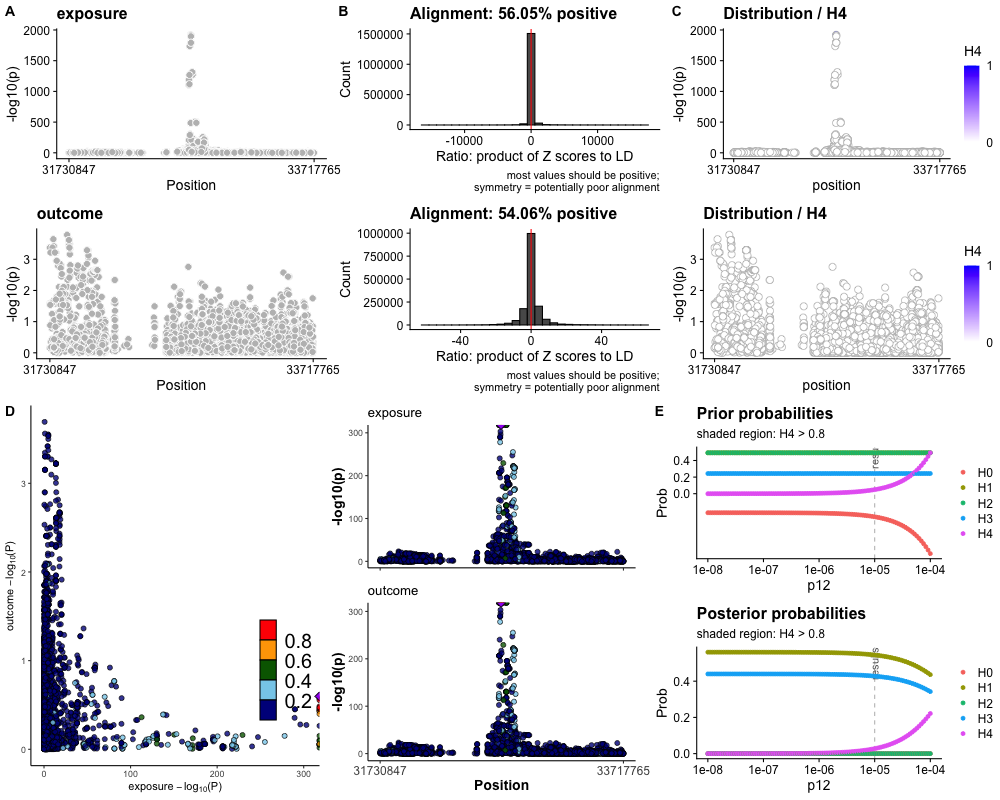 A
exposure
2000
1500
1000
500
0
-log10(p)
31730847
33717765
Position
B
Alignment: 56.05% positive
1500000
1000000
500000
0
Count
-10000
0
10000
Ratio: product of Z scores to LD
most values should be positive;
symmetry = potentially poor alignment
C
Distribution / H4
2000
1500
1000
500
0
-log10(p)
31730847
33717765
position
H4
1
0
outcome
3
2
1
0
-log10(p)
31730847
33717765
Position
Alignment: 54.06% positive
1000000
750000
500000
250000
0
Count
-40
0
40
Ratio: product of Z scores to LD
most values should be positive;
symmetry = potentially poor alignment
Distribution / H4
3
2
1
0
-log10(p)
31730847
33717765
position
H4
1
0
D
3
2
1
0
outcome −log10(P)
0
100
200
300
exposure −log10(P)
0.8
0.6
0.4
0.2
exposure
300
200
100
0
-log10(p)
outcome
300
200
100
0
-log10(p)
31730847
33717765
Position
E
Prior probabilities
shaded region: H4 > 0.8
0.4
0.2
0.0
Prob
1e-08
1e-07
1e-06
1e-05
1e-04
p12
H0
H1
H2
H3
H4
Posterior probabilities
shaded region: H4 > 0.8
0.4
0.2
0.0
Prob
1e-08
1e-07
1e-06
1e-05
1e-04
p12
H0
H1
H2
H3
H4